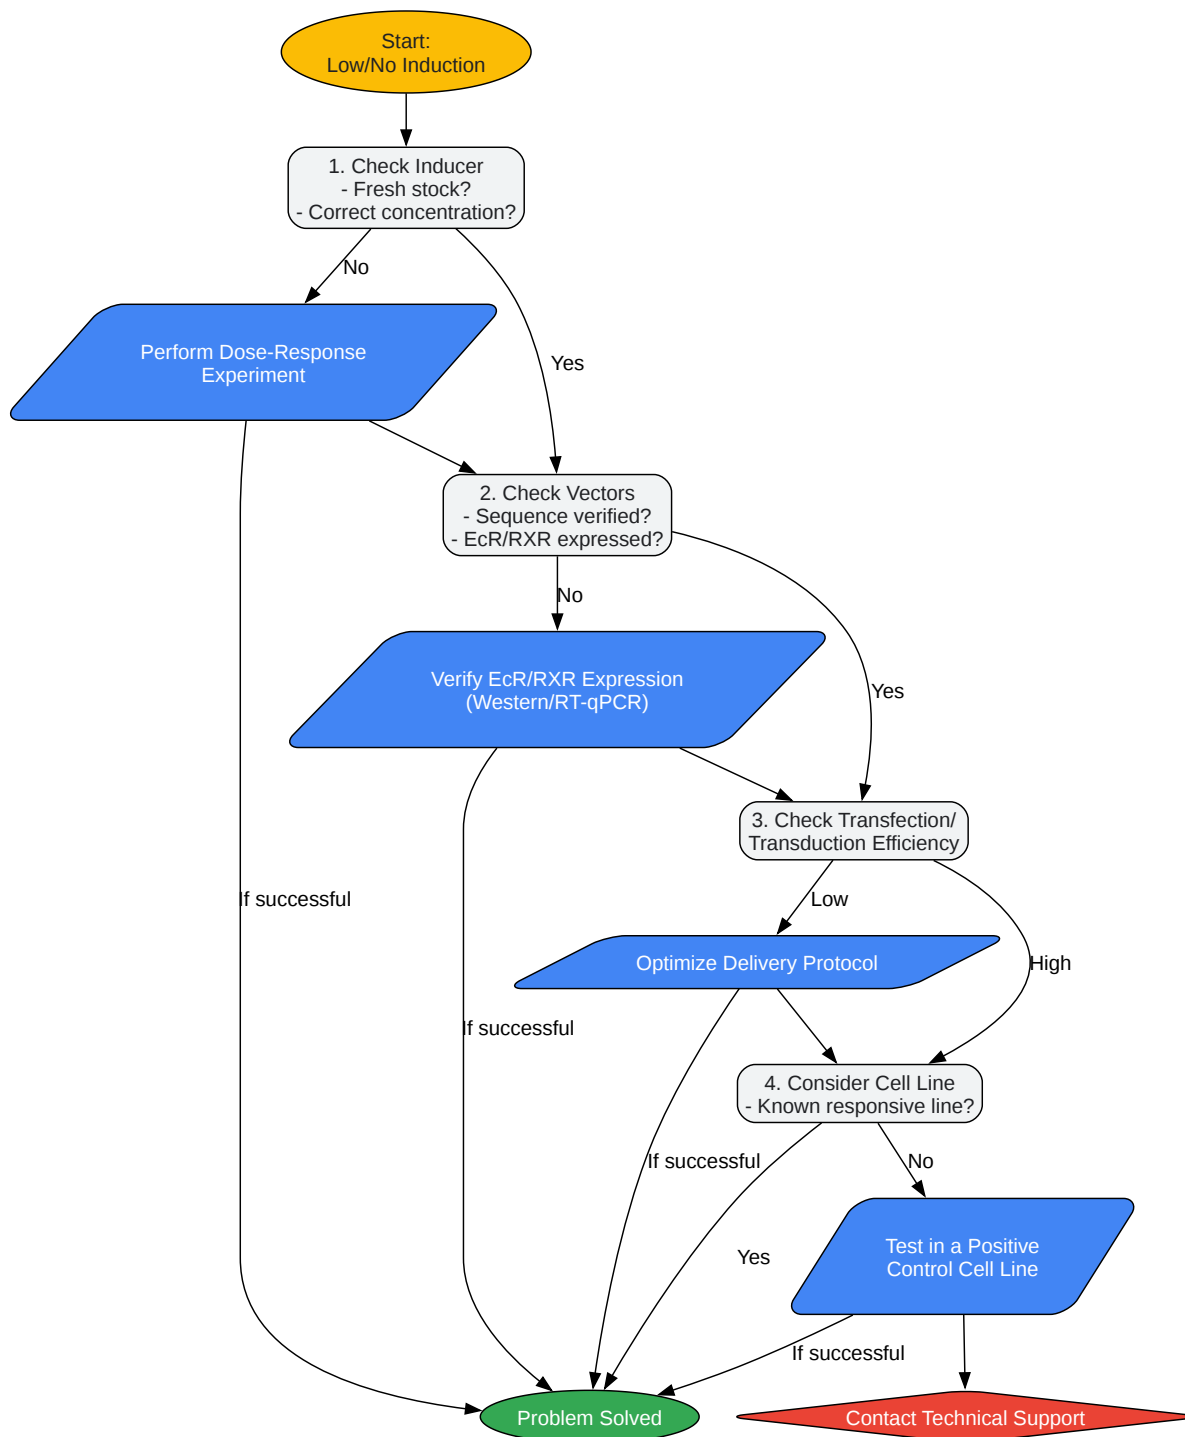 Start:
Low/No Induction
1. Check Inducer
- Fresh stock?
- Correct concentration?
No
Perform Dose-Response
Experiment
Yes
2. Check Vectors
- Sequence verified?
- EcR/RXR expressed?
No
Verify EcR/RXR Expression
(Western/RT-qPCR)
Yes
3. Check Transfection/
Transduction Efficiency
If successful
Low
Optimize Delivery Protocol
High
If successful
4. Consider Cell Line
- Known responsive line?
If successful
No
Yes
Test in a Positive
Control Cell Line
If successful
Problem Solved
Contact Technical Support